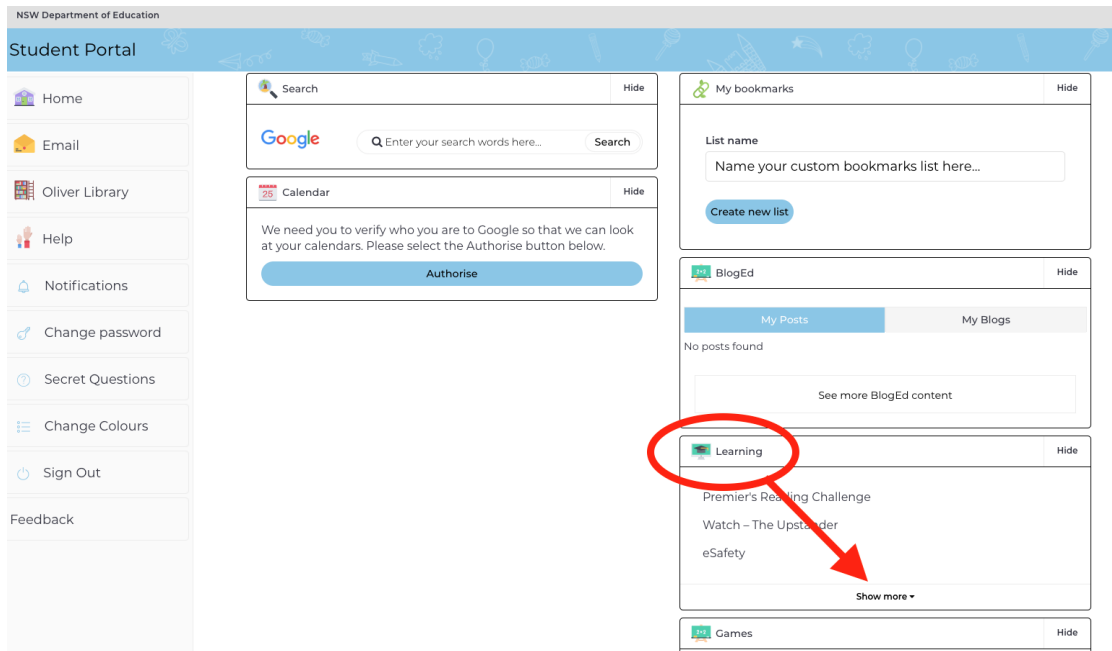 NSW Department of Education
Student Portal
Home
Email
Oliver Library
Help
Notifications
Change password
Secret Questions
Change Colours
Sign Out
Feedback
Search
Hide
Google
Enter your search words here...
Search
Calendar
Hide
25
We need you to verify who you are to Google so that we can look
at your calendars. Please select the Authorise button below.
Authorise
My bookmarks
Hide
List name
Name your custom bookmarks list here...
Create new list
BlogEd
Hide
My Posts
My Blogs
No posts found
See more BlogEd content
Learning
Hide
Premier's Reading Challenge
Watch – The Upstander
eSafety
Show more
Games
Hide